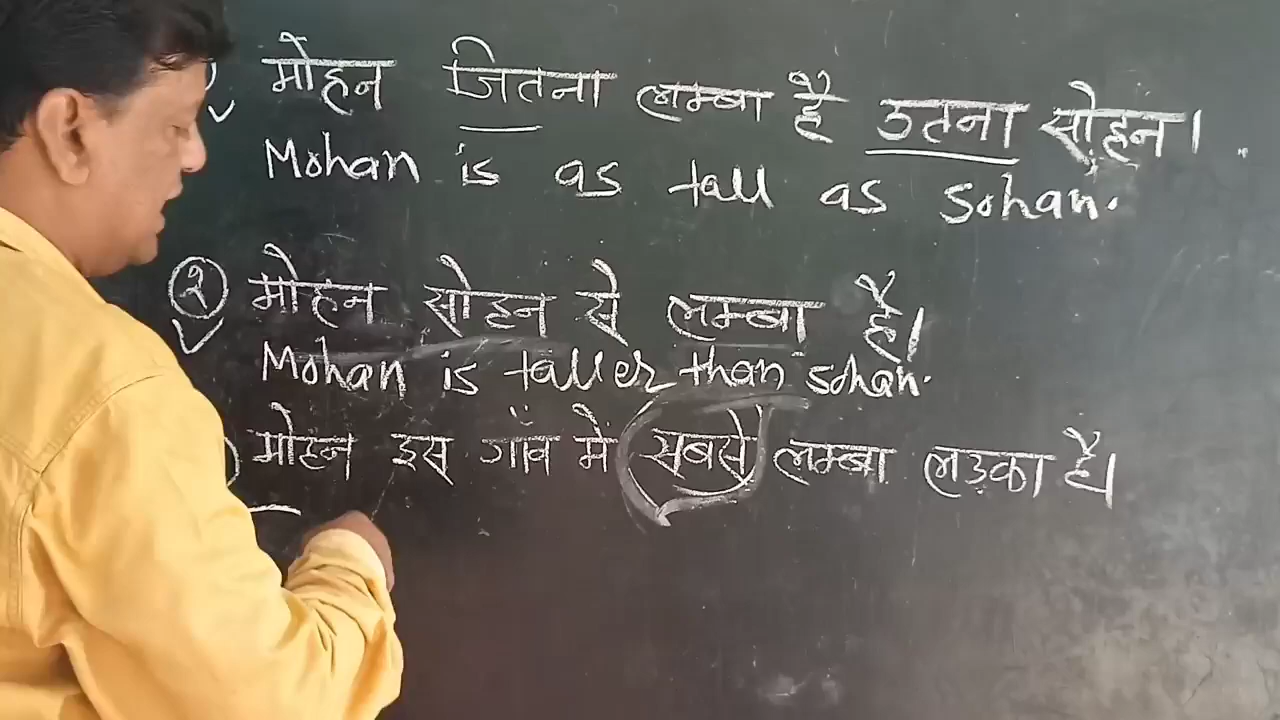 मोहन जितना लम्बा है उतना सोहन।
Mohan is as tall as Sohan.
२ मोहन सोहन से लम्बा है।
Mohan is taller than sohan.
मोहन इस गाँव में सबसे लम्बा लड़का है।